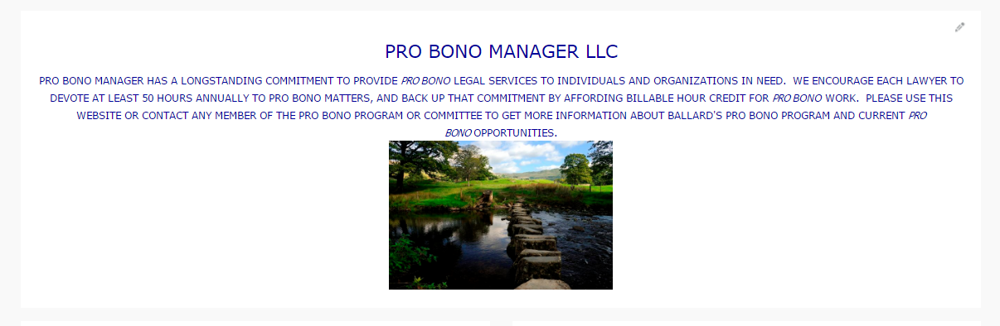 PRO BONO MANAGER LLC
PRO BONO MANAGER HAS A LONGSTANDING COMMITMENT TO PROVIDE PRO BONO LEGAL SERVICES TO INDIVIDUALS AND ORGANIZATIONS IN NEED.  WE ENCOURAGE EACH LAWYER TO
DEVOTE AT LEAST 50 HOURS ANNUALLY TO PRO BONO MATTERS, AND BACK UP THAT COMMITMENT BY AFFORDING BILLABLE HOUR CREDIT FOR PRO BONO WORK.  PLEASE USE THIS
WEBSITE OR CONTACT ANY MEMBER OF THE PRO BONO PROGRAM OR COMMITTEE TO GET MORE INFORMATION ABOUT BALLARD'S PRO BONO PROGRAM AND CURRENT PRO
BONO OPPORTUNITIES.